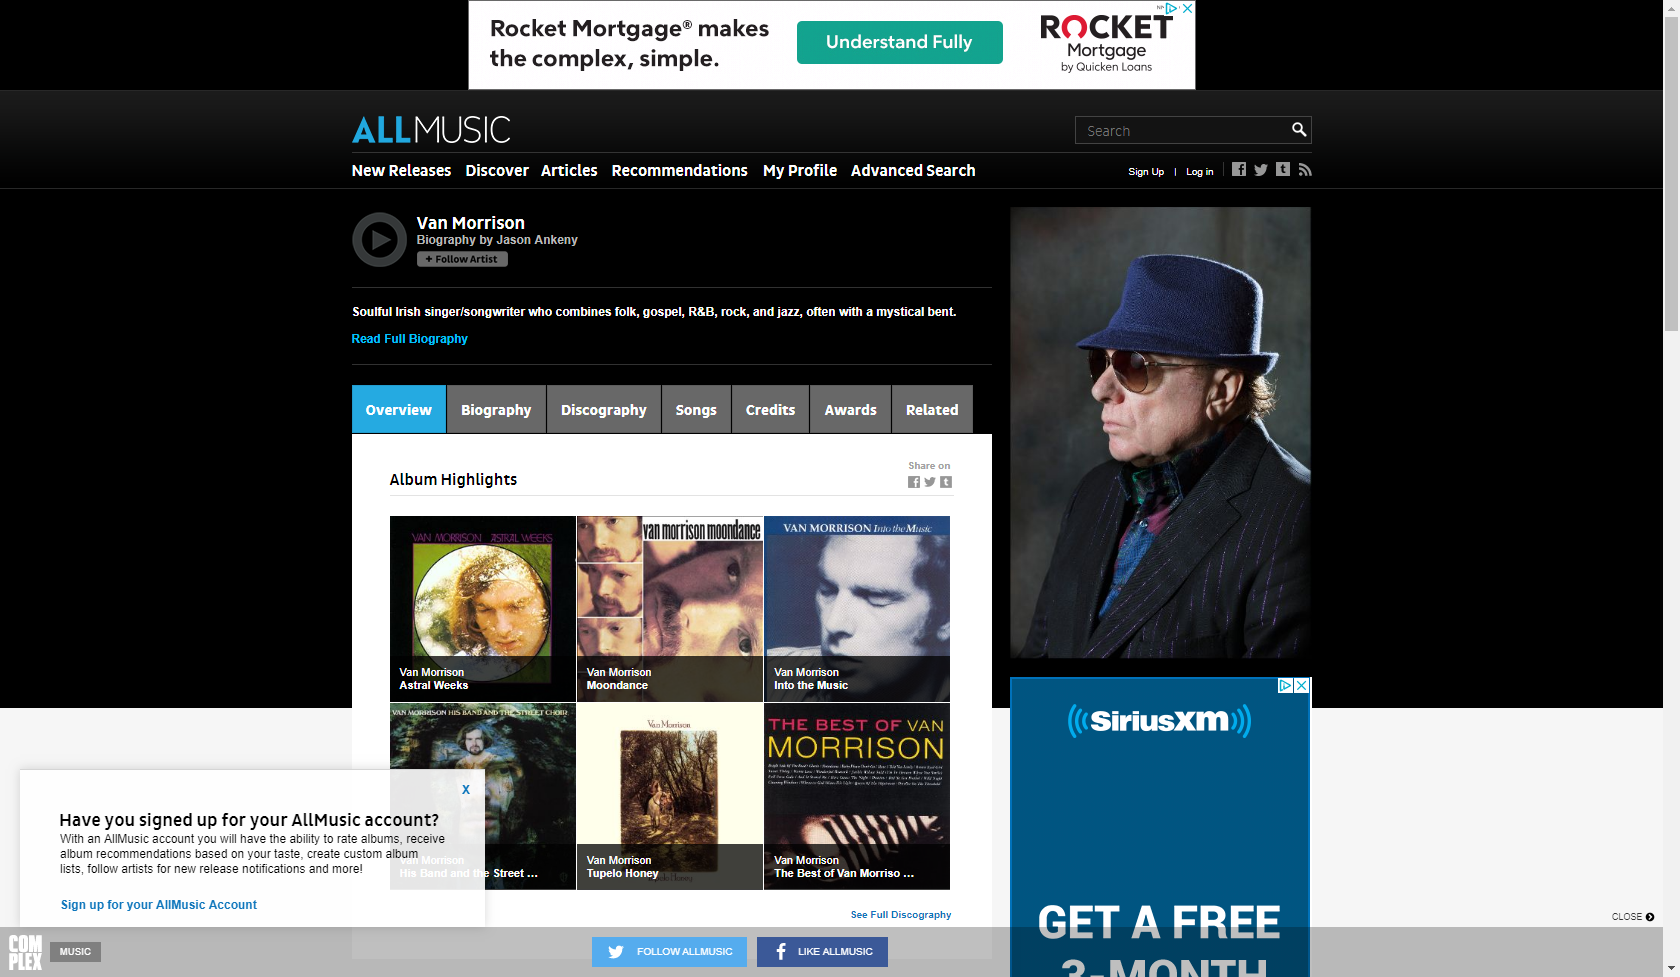 Rocket Mortgage® makes
the complex, simple.
Understand Fully
ROCKET
Mortgage
by Quicken Loans
ALLMUSIC
Search
New Releases Discover Articles Recommendations My Profile Advanced Search
Sign Up | Log in
Van Morrison
Biography by Jason Ankeny
+ Follow Artist
Soulful Irish singer/songwriter who combines folk, gospel, R&B, rock, and jazz, often with a mystical bent.
Read Full Biography
Overview Biography Discography Songs Credits Awards Related
Share on
Album Highlights
VAN MORRISON ASTRAL WEEKS
Van Morrison
Astral Weeks
van morrison moondance
Van Morrison
Moondance
VAN MORRISON Into the Music
Van Morrison
Into the Music
VAN MORRISON HIS BAND AND THE STREET CHOIR
Van Morrison
His Band and the Street ...
Van Morrison
Tupelo Honey
Van Morrison
Tupelo Honey
THE BEST OF VAN
MORRISON
Van Morrison
The Best of Van Morriso ...
See Full Discography
X
Have you signed up for your AllMusic account?
With an AllMusic account you will have the ability to rate albums, receive
album recommendations based on your taste, create custom album
lists, follow artists for new release notifications and more!
Sign up for your AllMusic Account
SiriusXM
GET A FREE
3-MONTH
CLOSE
COM
PLEX
MUSIC
FOLLOW ALLMUSIC
LIKE ALLMUSIC